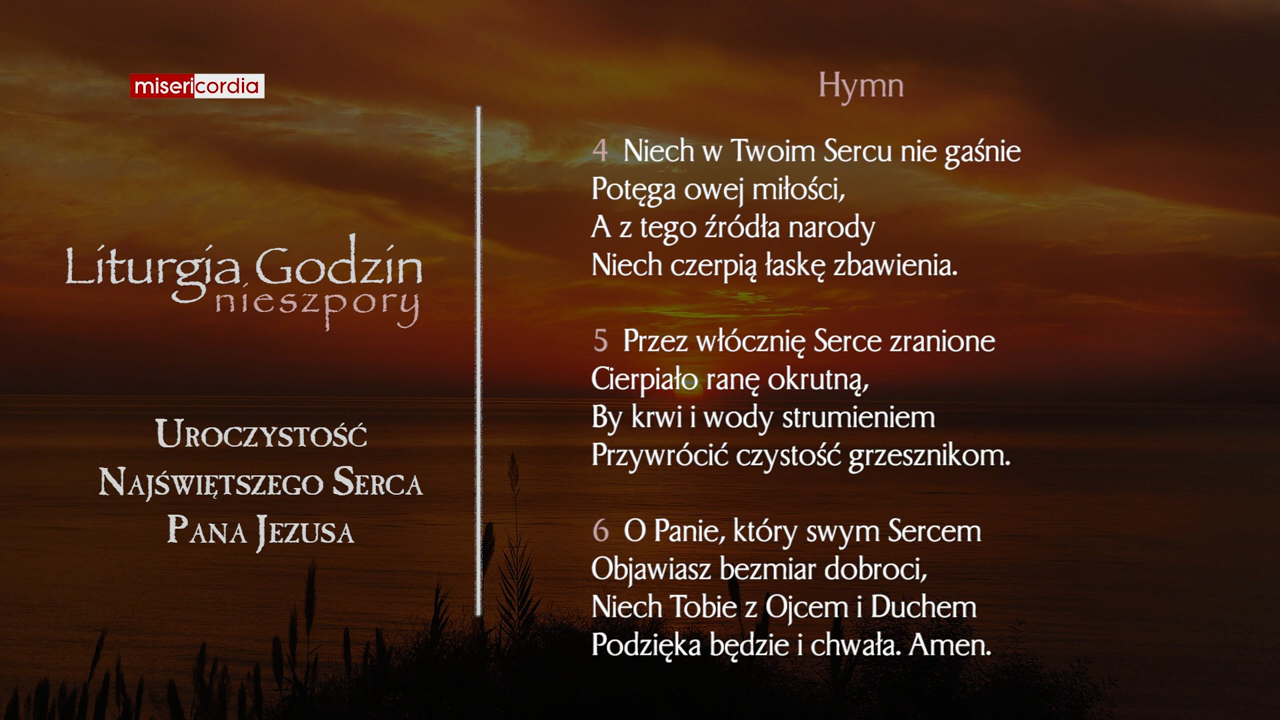 misericordia
Liturgia Godzin
nieszpory
Uroczystość
Najświętszego Serca
Pana Jezusa
Hymn
4 Niech w Twoim Sercu nie gaśnie
Potęga owej miłości,
A z tego źródła narody
Niech czerpią łaskę zbawienia.
5 Przez włócznię Serce zranione
Cierpiało ranę okrutną,
By krwi i wody strumieniem
Przywrócić czystość grzesznikom.
6 O Panie, który swym Sercem
Objawiasz bezmiar dobroci,
Niech Tobie z Ojcem i Duchem
Podzięka będzie i chwała. Amen.